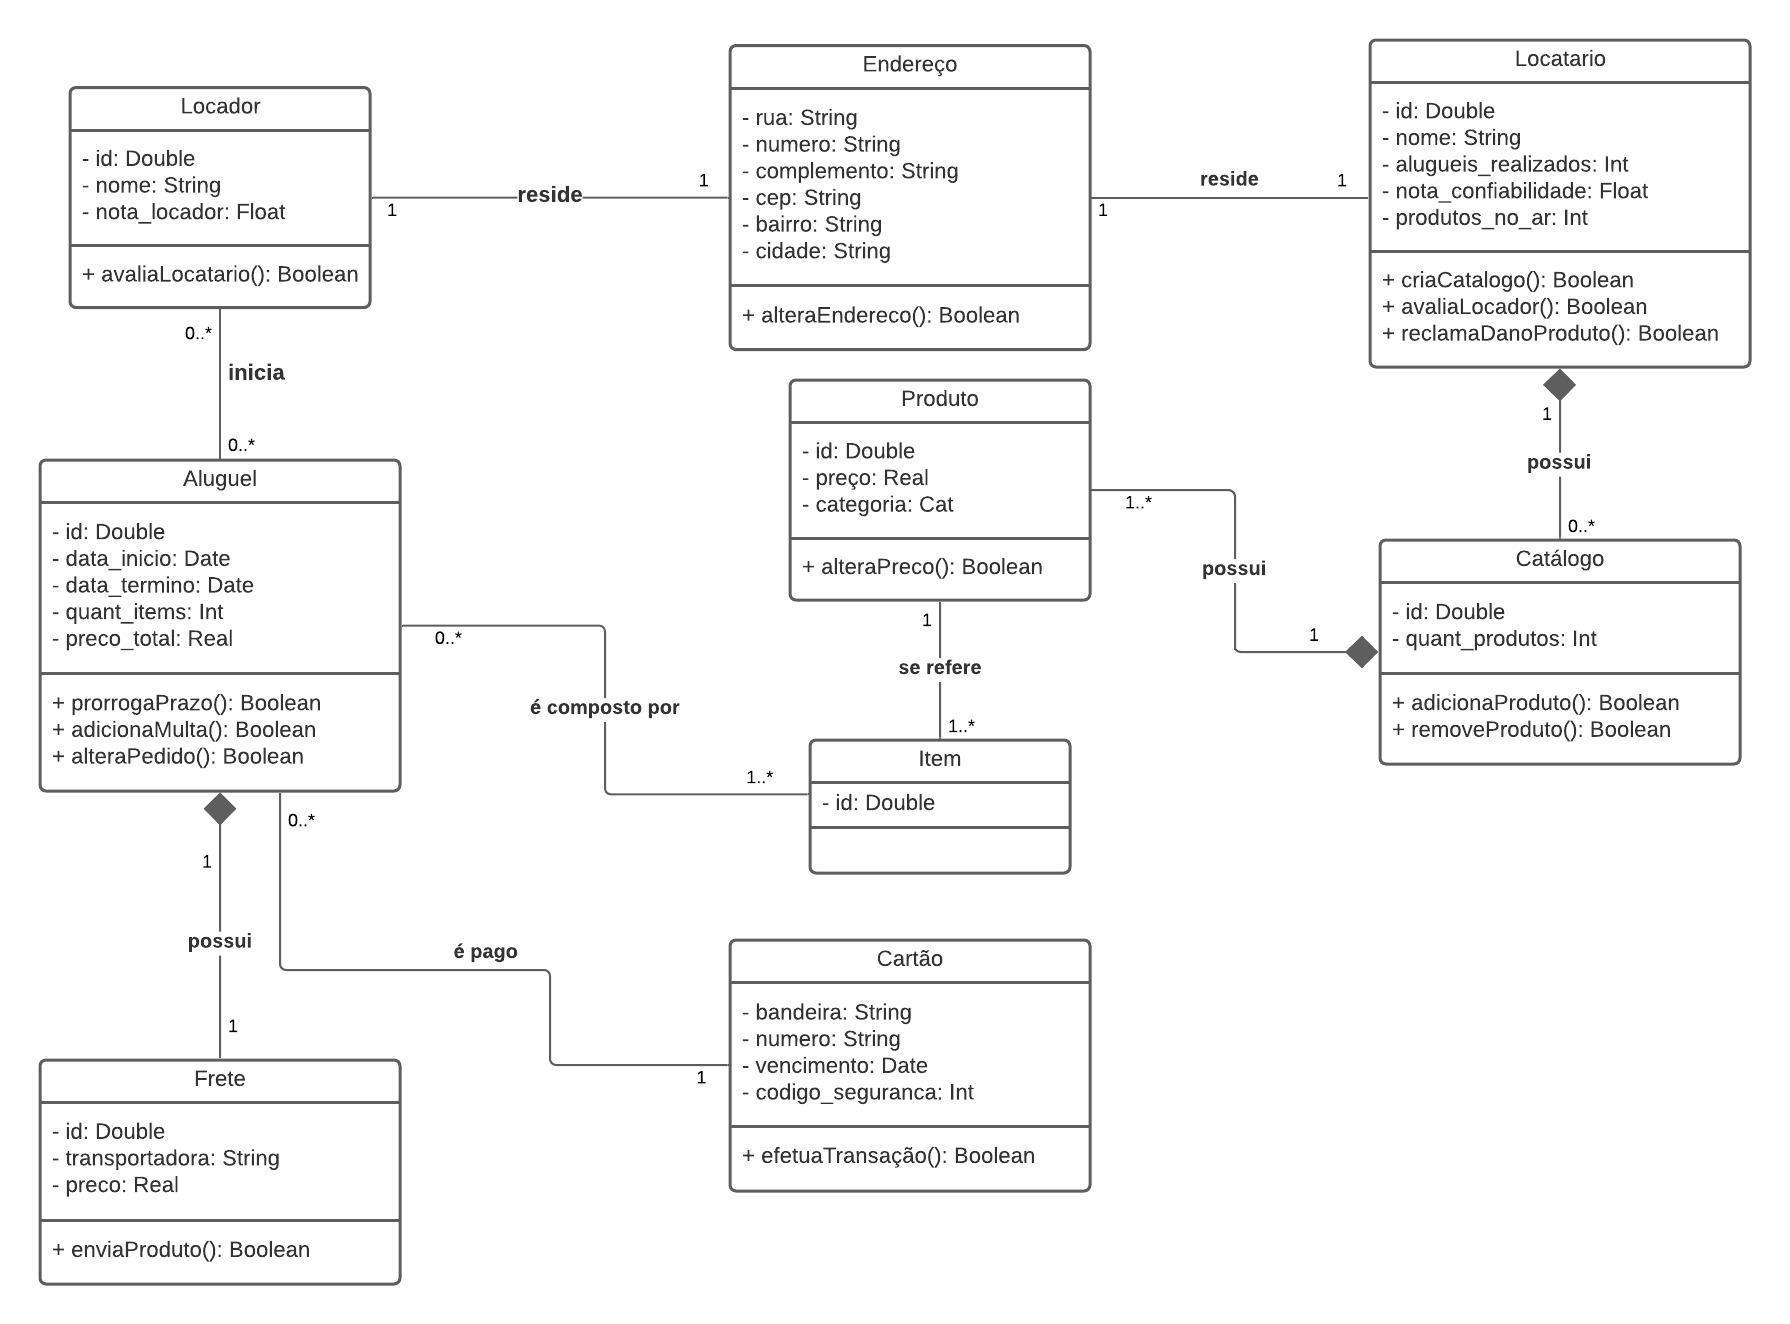 Locador
- id: Double
- nome: String
- nota_locador: Float
+ avaliaLocatario(): Boolean
1
reside
1
Endereço
- rua: String
- numero: String
- complemento: String
- cep: String
- bairro: String
- cidade: String
+ alteraEndereco(): Boolean
1
reside
1
Locatario
- id: Double
- nome: String
- alugueis_realizados: Int
- nota_confiabilidade: Float
- produtos_no_ar: Int
+ criaCatalogo(): Boolean
+ avaliaLocador(): Boolean
+ reclamaDanoProduto(): Boolean
0..*
inicia
0..*
Produto
- id: Double
- preço: Real
- categoria: Cat
+ alteraPreco(): Boolean
1
possui
0..*
1..*
possui
1
Catálogo
- id: Double
- quant_produtos: Int
+ adicionaProduto(): Boolean
+ removeProduto(): Boolean
Aluguel
- id: Double
- data_inicio: Date
- data_termino: Date
- quant_items: Int
- preco_total: Real
+ prorrogaPrazo(): Boolean
+ adicionaMulta(): Boolean
+ alteraPedido(): Boolean
0..*
é composto por
1..*
1
se refere
1..*
Item
- id: Double
1
possui
1
0..*
é pago
1
Cartão
- bandeira: String
- numero: String
- vencimento: Date
- codigo_seguranca: Int
+ efetuaTransação(): Boolean
Frete
- id: Double
- transportadora: String
- preco: Real
+ enviaProduto(): Boolean